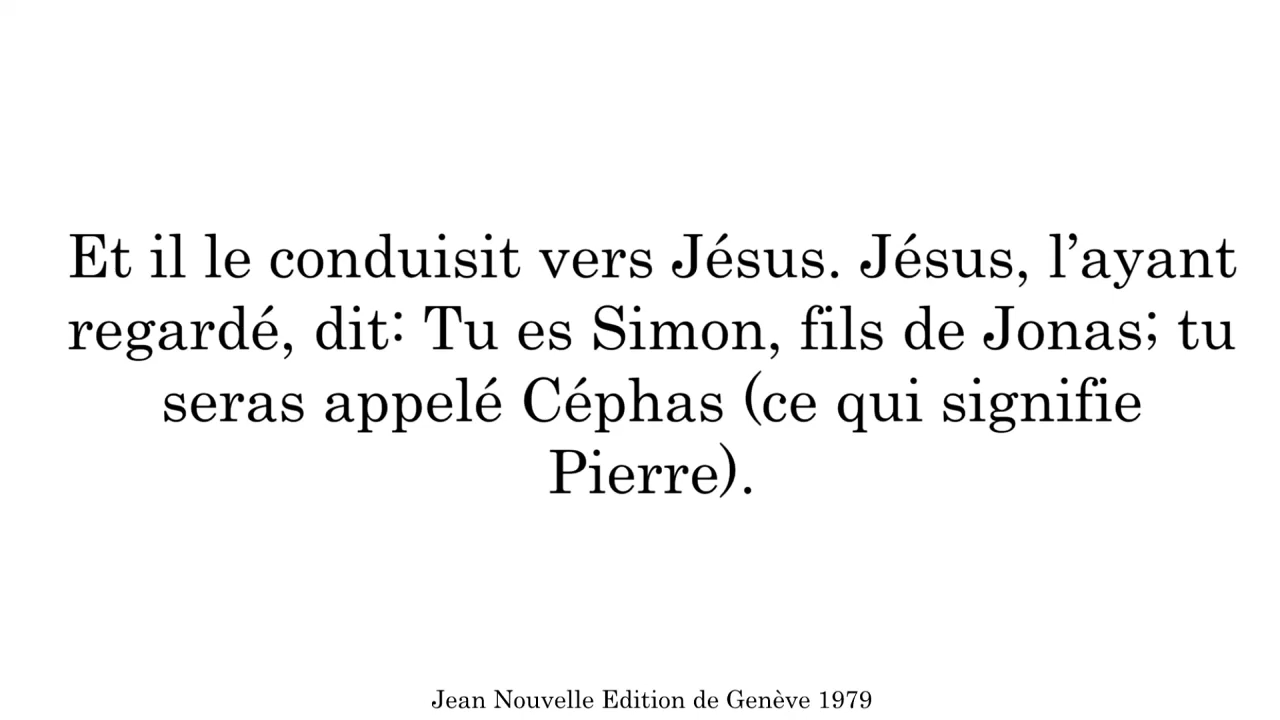 Et il le conduisit vers Jésus. Jésus, l’ayant
regardé, dit: Tu es Simon, fils de Jonas; tu
seras appelé Céphas (ce qui signifie
Pierre).
Jean Nouvelle Edition de Genève 1979